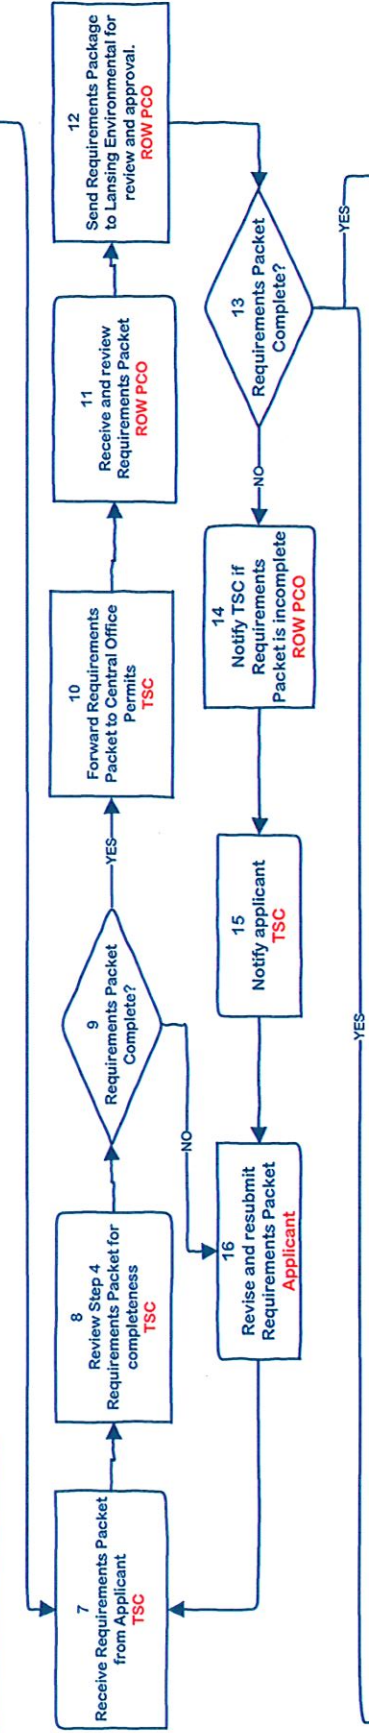 7
Receive Requirements Packet
from Applicant
TSC
8
Review Step 4
Requirements Packet for
completeness
TSC
9
Requirements Packet
Complete?
YES
NO
10
Forward Requirements
Packet to Central Office
Permits
TSC
11
Receive and review
Requirements Packet
ROW PCO
12
Send Requirements Package
to Lansing Environmental for
review and approval.
ROW PCO
13
Requirements Packet
Complete?
NO
YES
YES
14
Notify TSC if
Requirements
Packet is incomplete
ROW PCO
15
Notify applicant
TSC
16
Revise and resubmit
Requirements Packet
Applicant